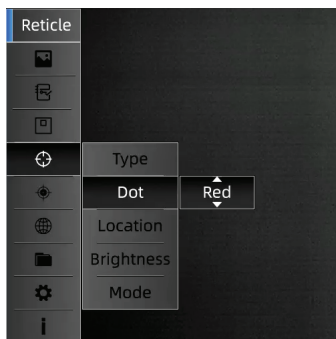 Reticle
Type
Dot
Red
Location
Brightness
Mode